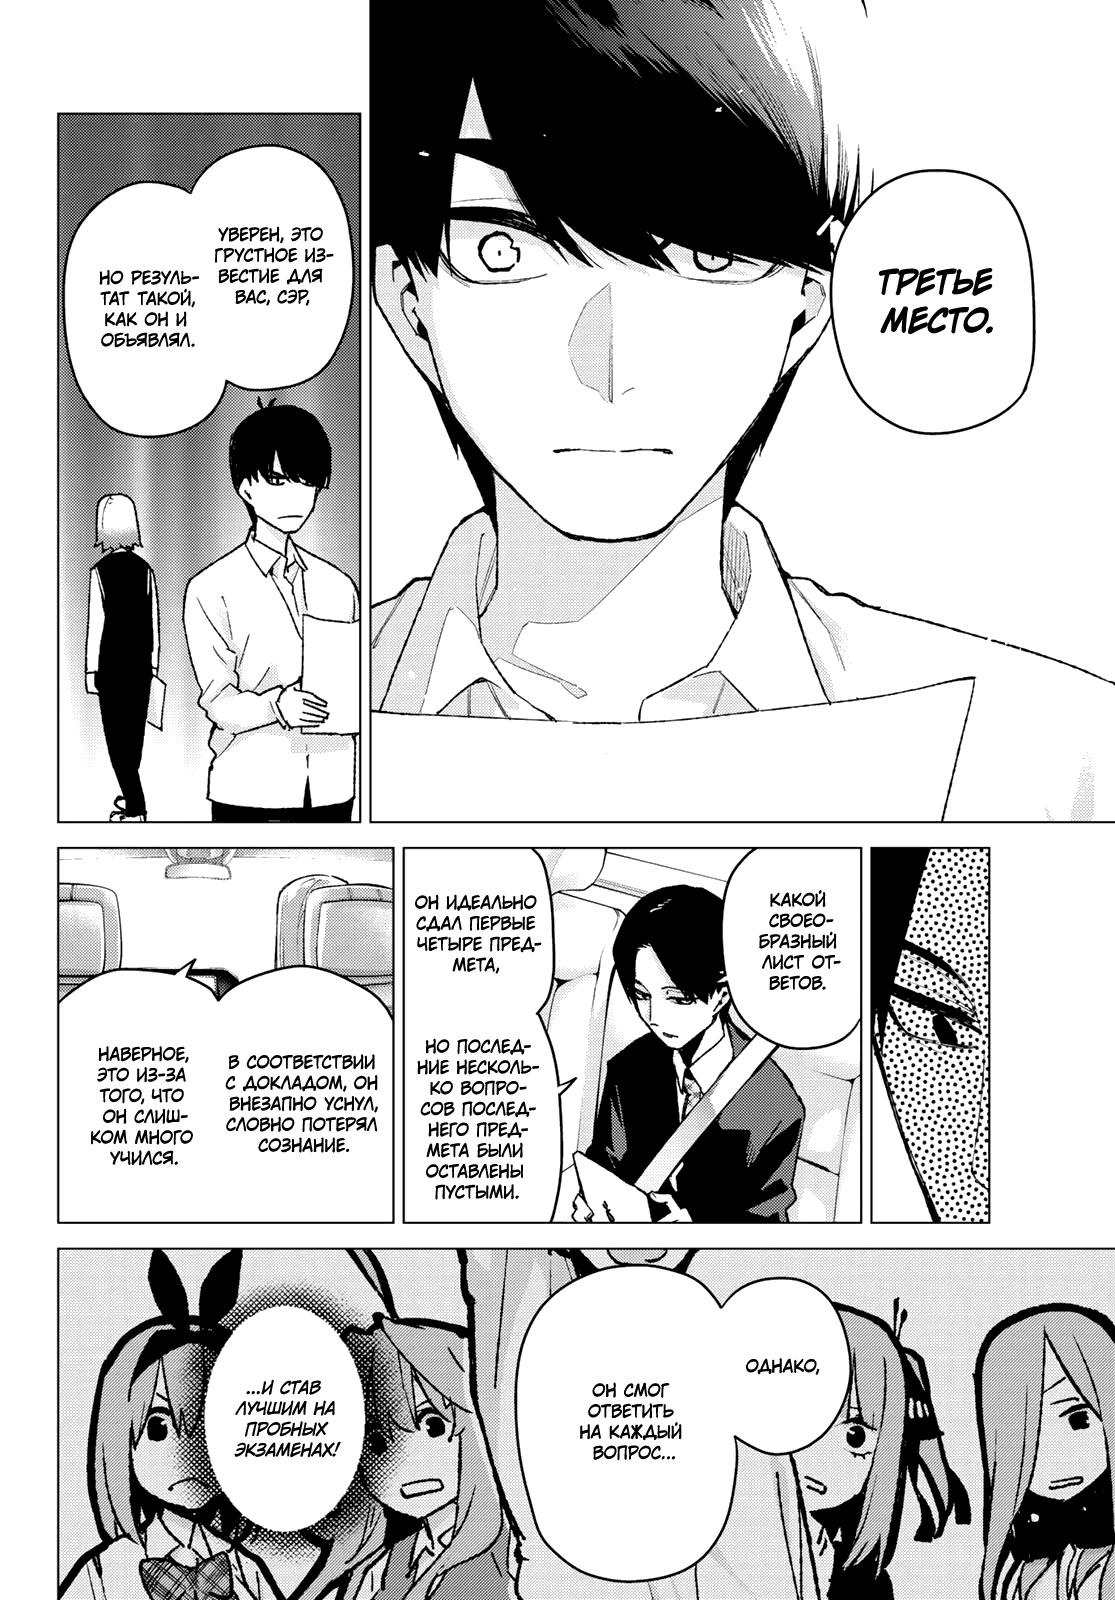 ТРЕТЬЕ
МЕСТО.
УВЕРЕН, ЭТО
ГРУСТНОЕ ИЗ-
ВЕСТИЕ ДЛЯ
ВАС, СЭР,
НО РЕЗУЛЬ-
ТАТ ТАКОЙ,
КАК ОН И
ОБЪЯВЛЯЛ.
КАКОЙ
СВОЕО-
БРАЗНЫЙ
ЛИСТ ОТ-
ВЕТОВ.
ОН ИДЕАЛЬНО
СДАЛ ПЕРВЫЕ
ЧЕТЫРЕ ПРЕД-
МЕТА,
НО ПОСЛЕД-
НИЕ НЕСКОЛЬ-
КО ВОПРО-
СОВ ПОСЛЕД-
НЕГО ПРЕД-
МЕТА БЫЛИ
ОСТАВЛЕНЫ
ПУСТЫМИ.
В СООТВЕТСТВИИ
С ДОКЛАДОМ, ОН
ВНЕЗАПНО УСНУЛ,
СЛОВНО ПОТЕРЯЛ
СОЗНАНИЕ.
НАВЕРНОЕ,
ЭТО ИЗ-ЗА
ТОГО, ЧТО
ОН СЛИШ-
КОМ МНОГО
УЧИЛСЯ.
ОДНАКО,
ОН СМОГ
ОТВЕТИТЬ
НА КАЖДЫЙ
ВОПРОС...
...И СТАВ
ЛУЧШИМ НА
ПРОБНЫХ
ЭКЗАМЕНАХ!